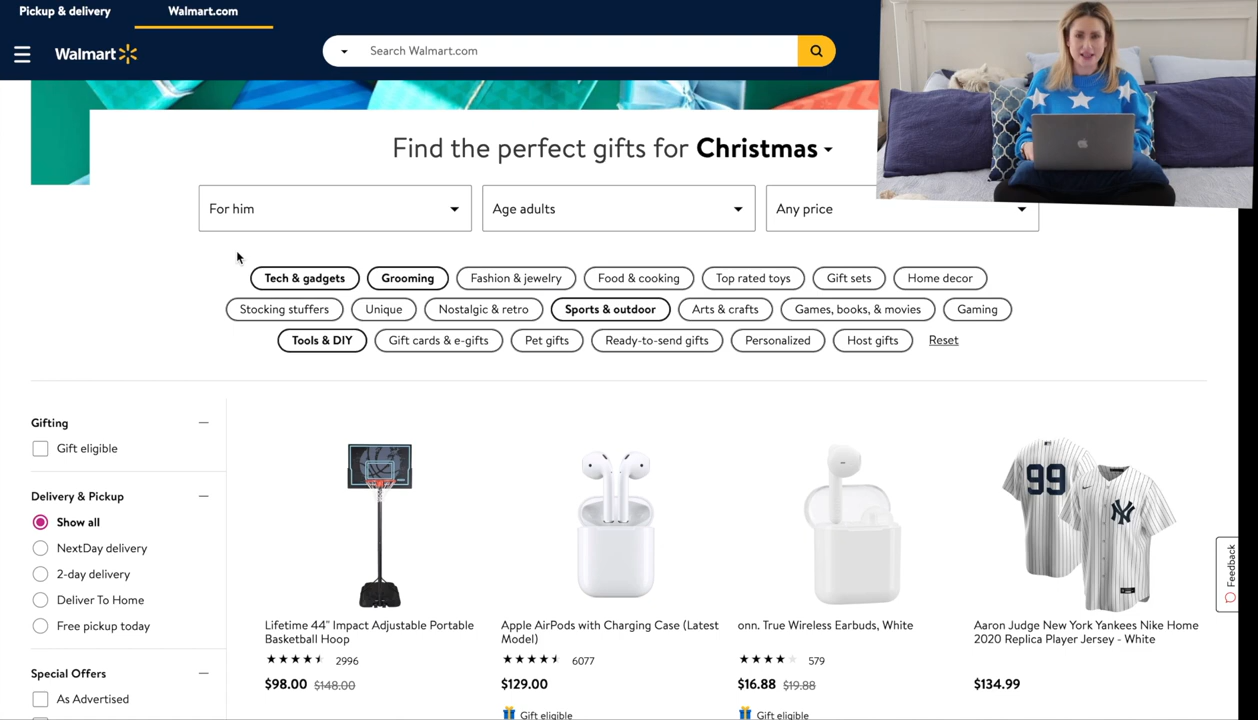 Pickup & delivery
Walmart.com
Walmart
Search Walmart.com
Find the perfect gifts for Christmas
For him
Age adults
Any price
Tech & gadgets
Grooming
Fashion & jewelry
Food & cooking
Top rated toys
Gift sets
Home decor
Stocking stuffers
Unique
Nostalgic & retro
Sports & outdoor
Arts & crafts
Games, books, & movies
Gaming
Tools & DIY
Gift cards & e-gifts
Pet gifts
Ready-to-send gifts
Personalized
Host gifts
Reset
Gifting
Gift eligible
Delivery & Pickup
Show all
NextDay delivery
2-day delivery
Deliver To Home
Free pickup today
Special Offers
As Advertised
Lifetime 44" Impact Adjustable Portable
Basketball Hoop
2996
$98.00 $148.00
Apple AirPods with Charging Case (Latest
Model)
6077
$129.00
Gift eligible
onn. True Wireless Earbuds, White
579
$16.88 $19.88
Gift eligible
99
NY
Aaron Judge New York Yankees Nike Home
2020 Replica Player Jersey - White
$134.99
Feedback